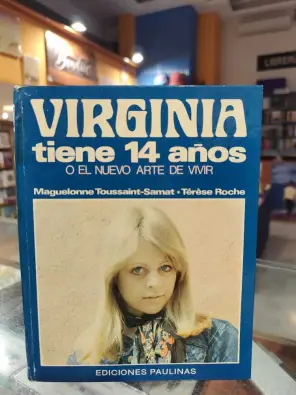 VIRGINIA
tiene 14 años
O EL NUEVO ARTE DE VIVIR
Maguelonne Toussaint-Samat • Térèse Roche
EDICIONES PAULINAS